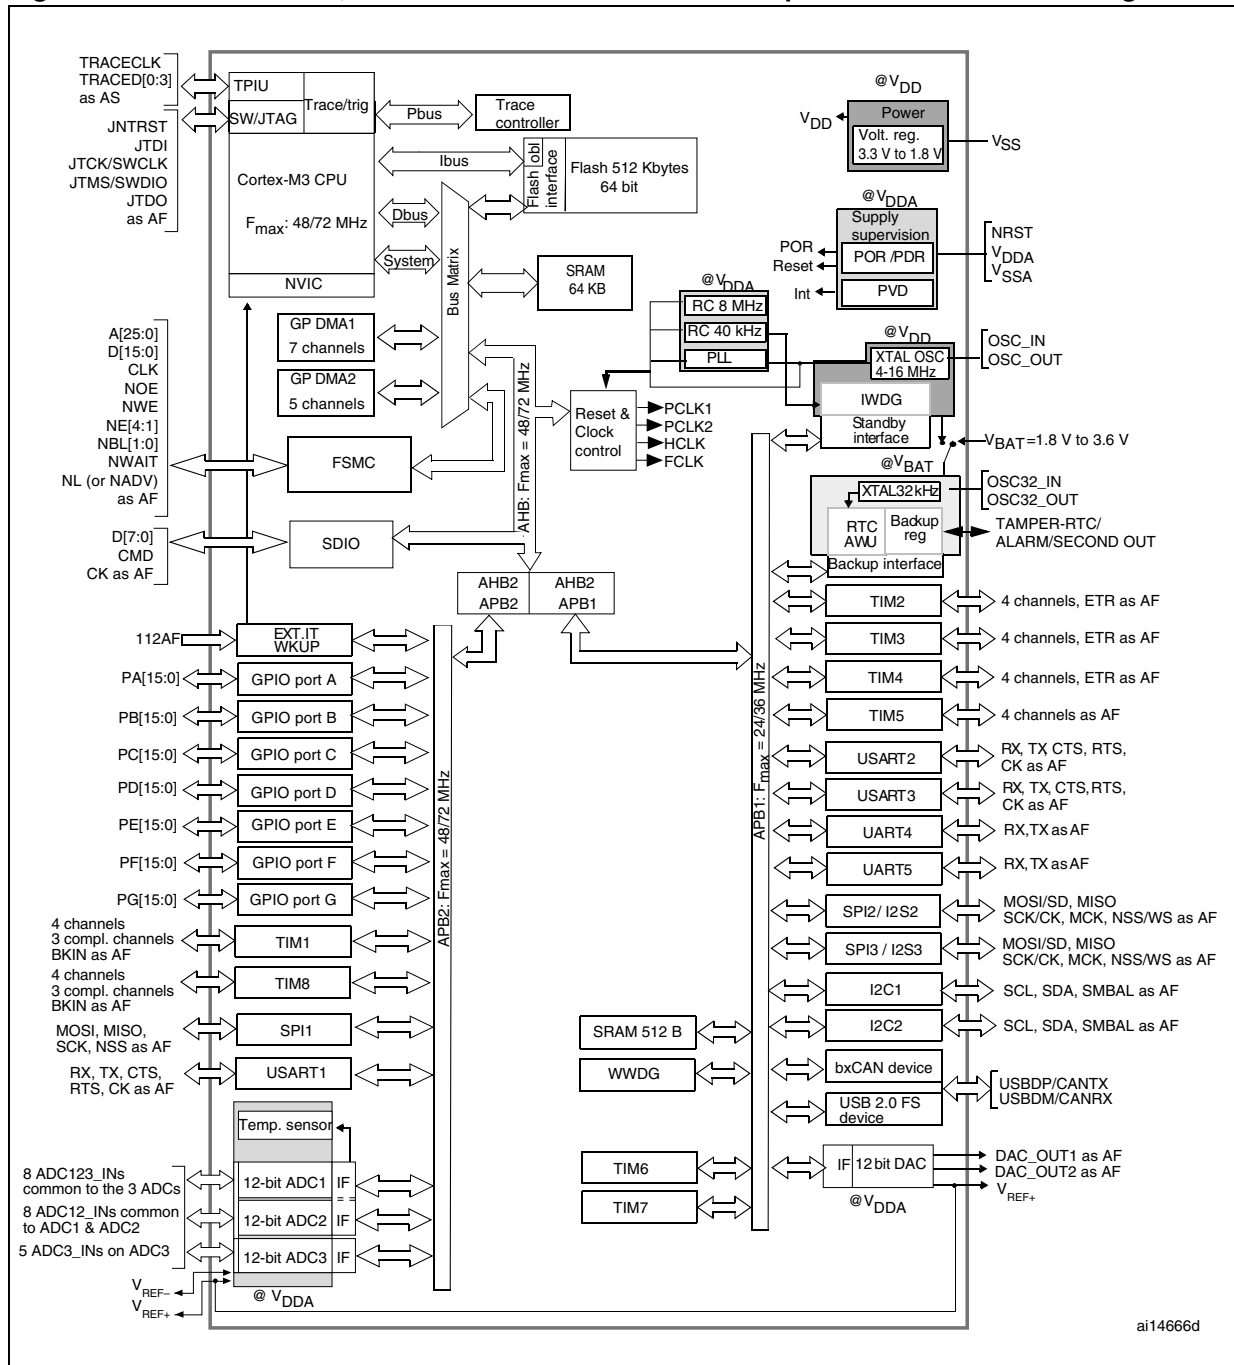 TRACECLK
TRACED[0:3]
as AS
JNTRST
JTDI
JTCK/SWCLK
JTMS/SWDIO
JTDO
as AF
TPIU
SW/JTAG
Trace/trig
Cortex-M3 CPU
Fmax: 48/72 MHz
NVIC
Pbus
Ibus
Dbus
System
Trace
controller
Flash obl
interface
Flash 512 Kbytes
64 bit
Bus Matrix
SRAM
64 KB
GP DMA1
7 channels
GP DMA2
5 channels
@VDD
Power
VDD
Volt. reg.
3.3 V to 1.8 V
VSS
@VDDA
Supply
supervision
POR
Reset
POR /PDR
Int
PVD
NRST
VDDA
VSSA
@VDDA
RC 8 MHz
RC 40 kHz
PLL
@VDD
XTAL OSC
4-16 MHz
OSC_IN
OSC_OUT
IWDG
Standby
interface
VBAT=1.8 V to 3.6 V
Reset &
Clock
control
PCLK1
PCLK2
HCLK
FCLK
@VBAT
XTAL32kHz
OSC32_IN
OSC32_OUT
RTC
AWU
Backup
reg
TAMPER-RTC/
ALARM/SECOND OUT
Backup interface
A[25:0]
D[15:0]
CLK
NOE
NWE
NE[4:1]
NBL[1:0]
NWAIT
NL (or NADV)
as AF
FSMC
D[7:0]
CMD
CK as AF
SDIO
AHB: Fmax = 48/72 MHz
AHB2
APB2
AHB2
APB1
112AF
EXT.IT
WKUP
PA[15:0]
GPIO port A
PB[15:0]
GPIO port B
PC[15:0]
GPIO port C
PD[15:0]
GPIO port D
PE[15:0]
GPIO port E
PF[15:0]
GPIO port F
PG[15:0]
GPIO port G
4 channels
3 compl. channels
BKIN as AF
TIM1
4 channels
3 compl. channels
BKIN as AF
TIM8
MOSI, MISO,
SCK, NSS as AF
SPI1
RX, TX, CTS,
RTS, CK as AF
USART1
Temp. sensor
8 ADC123_INs
common to the 3 ADCs
12-bit ADC1
IF
8 ADC12_INs common
to ADC1 & ADC2
12-bit ADC2
IF
5 ADC3_INs on ADC3
12-bit ADC3
IF
VREF–
VREF+
@ VDDA
APB2: Fmax = 48/72 MHz
APB1: Fmax = 24/36 MHz
TIM2
4 channels, ETR as AF
TIM3
4 channels, ETR as AF
TIM4
4 channels, ETR as AF
TIM5
4 channels as AF
USART2
RX, TX, CTS, RTS,
CK as AF
USART3
RX, TX, CTS, RTS,
CK as AF
UART4
RX,TX as AF
UART5
RX,TX as AF
SPI2/ I2S2
MOSI/SD, MISO
SCK/CK, MCK, NSS/WS as AF
SPI3 / I2S3
MOSI/SD, MISO
SCK/CK, MCK, NSS/WS as AF
I2C1
SCL, SDA, SMBAL as AF
I2C2
SCL, SDA, SMBAL as AF
SRAM 512 B
WWDG
bxCAN device
USB 2.0 FS
device
USBDP/CANTX
USBDM/CANRX
TIM6
TIM7
IF
12 bit DAC
@VDDA
DAC_OUT1 as AF
DAC_OUT2 as AF
VREF+
ai14666d